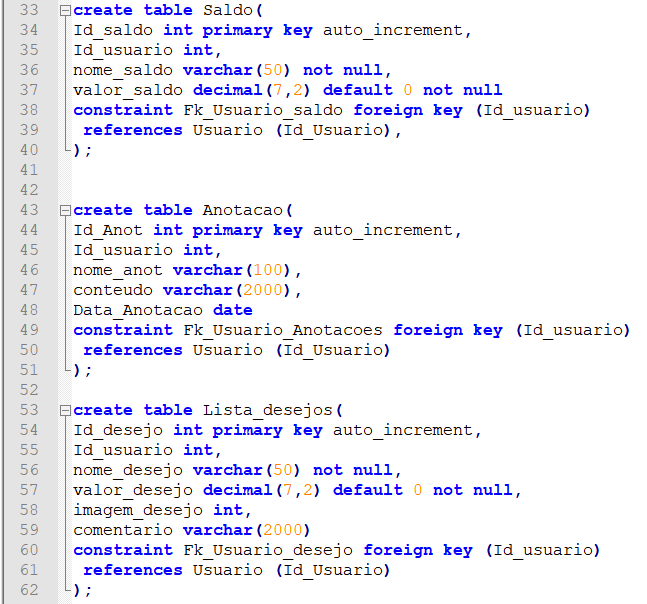 33 create table Saldo(
34 Id_saldo int primary key auto_increment,
35 Id_usuario int,
36 nome_saldo varchar(50) not null,
37 valor_saldo decimal(7,2) default 0 not null
38 constraint Fk_Usuario_saldo foreign key (Id_usuario)
39  references Usuario (Id_Usuario),
40 );
41
42
43 create table Anotacao(
44 Id_Anot int primary key auto_increment,
45 Id_usuario int,
46 nome_anot varchar(100),
47 conteudo varchar(2000),
48 Data_Anotacao date
49 constraint Fk_Usuario_Anotacoes foreign key (Id_usuario)
50  references Usuario (Id_Usuario)
51 );
52
53 create table Lista_desejos(
54 Id_desejo int primary key auto_increment,
55 Id_usuario int,
56 nome_desejo varchar(50) not null,
57 valor_desejo decimal(7,2) default 0 not null,
58 imagem_desejo int,
59 comentario varchar(2000)
60 constraint Fk_Usuario_desejo foreign key (Id_usuario)
61  references Usuario (Id_Usuario)
62 );